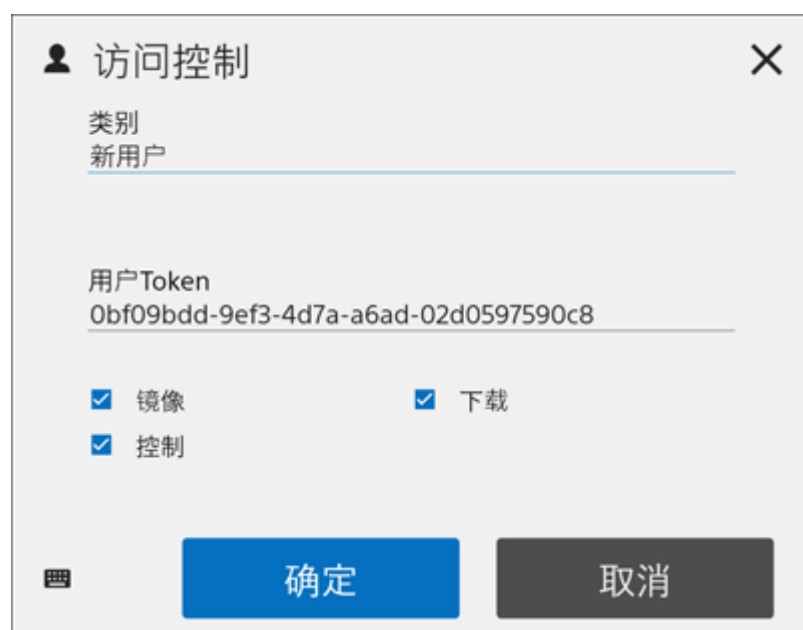 访问控制
类别
新用户
用户Token
0bf09bdd-9ef3-4d7a-a6ad-02d0597590c8
镜像 下载
控制
确定 取消